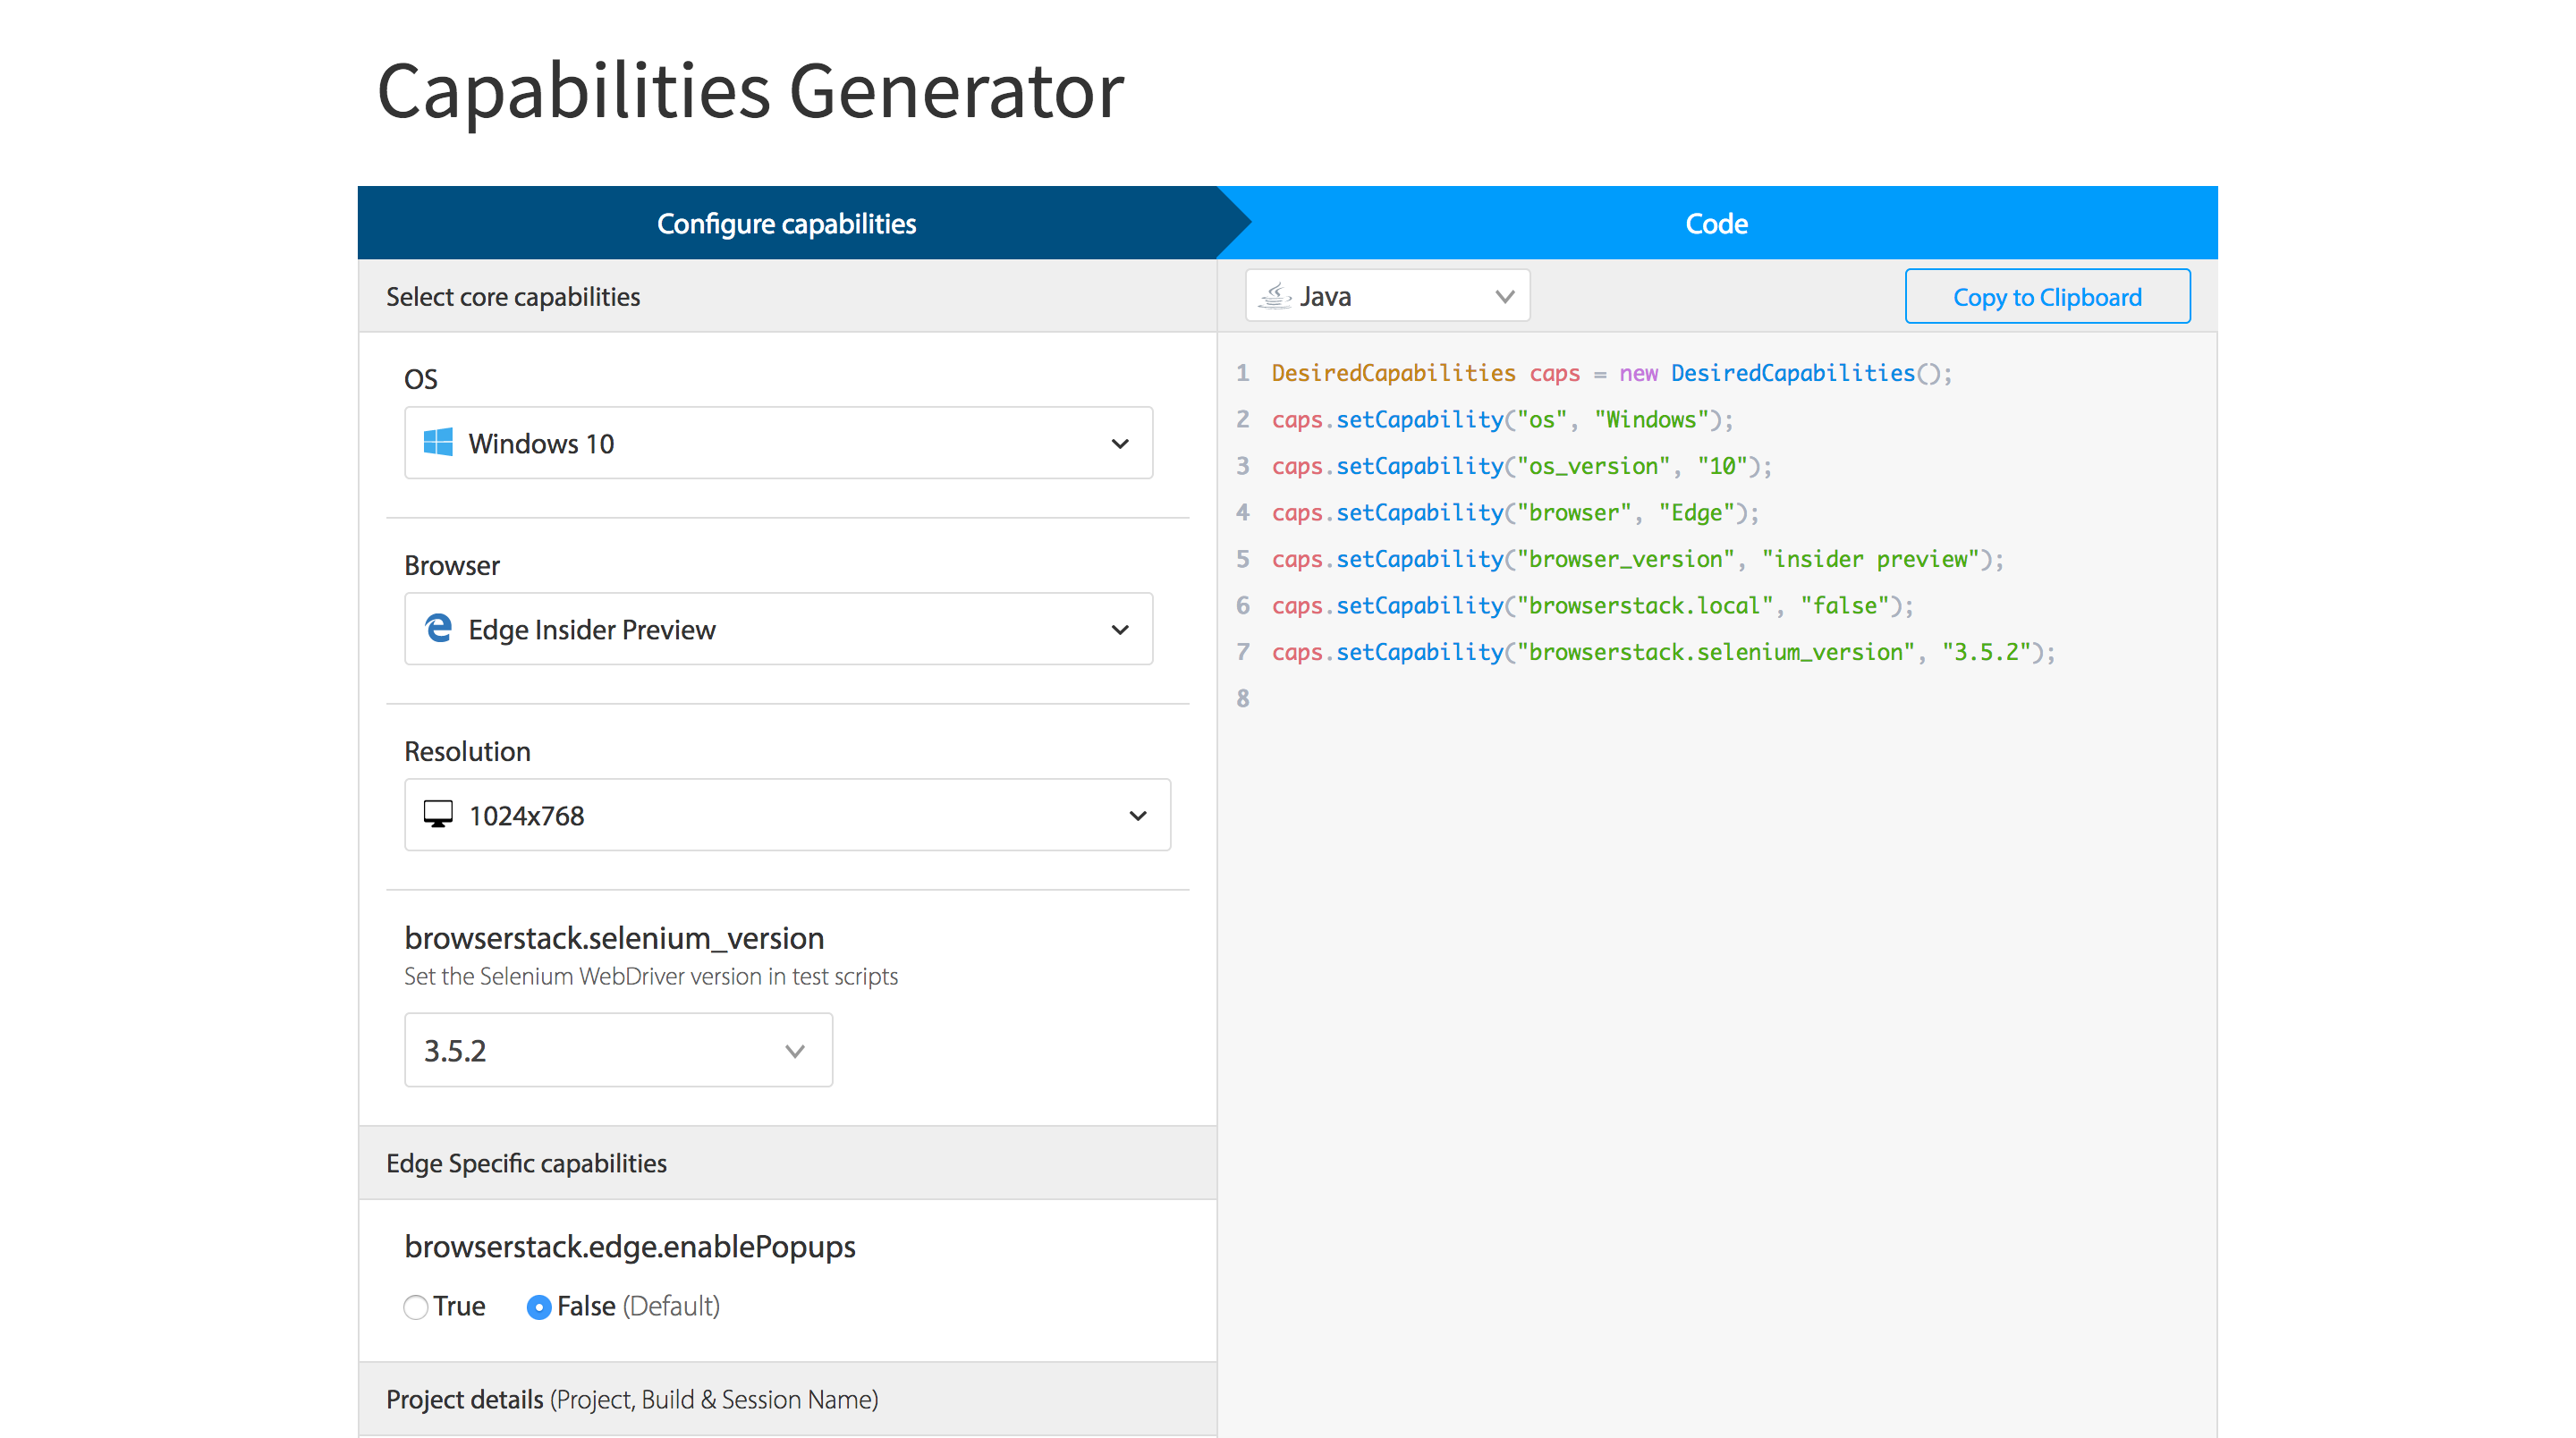 Capabilities Generator
Configure capabilities
Code
Select core capabilities
Java
Copy to Clipboard
OS
Windows 10
Browser
Edge Insider Preview
Resolution
1024x768
browserstack.selenium_version
Set the Selenium WebDriver version in test scripts
3.5.2
Edge Specific capabilities
browserstack.edge.enablePopups
True False (Default)
Project details (Project, Build & Session Name)
1 DesiredCapabilities caps = new DesiredCapabilities();
2 caps.setCapability("os", "Windows");
3 caps.setCapability("os_version", "10");
4 caps.setCapability("browser", "Edge");
5 caps.setCapability("browser_version", "insider preview");
6 caps.setCapability("browserstack.local", "false");
7 caps.setCapability("browserstack.selenium_version", "3.5.2");
8